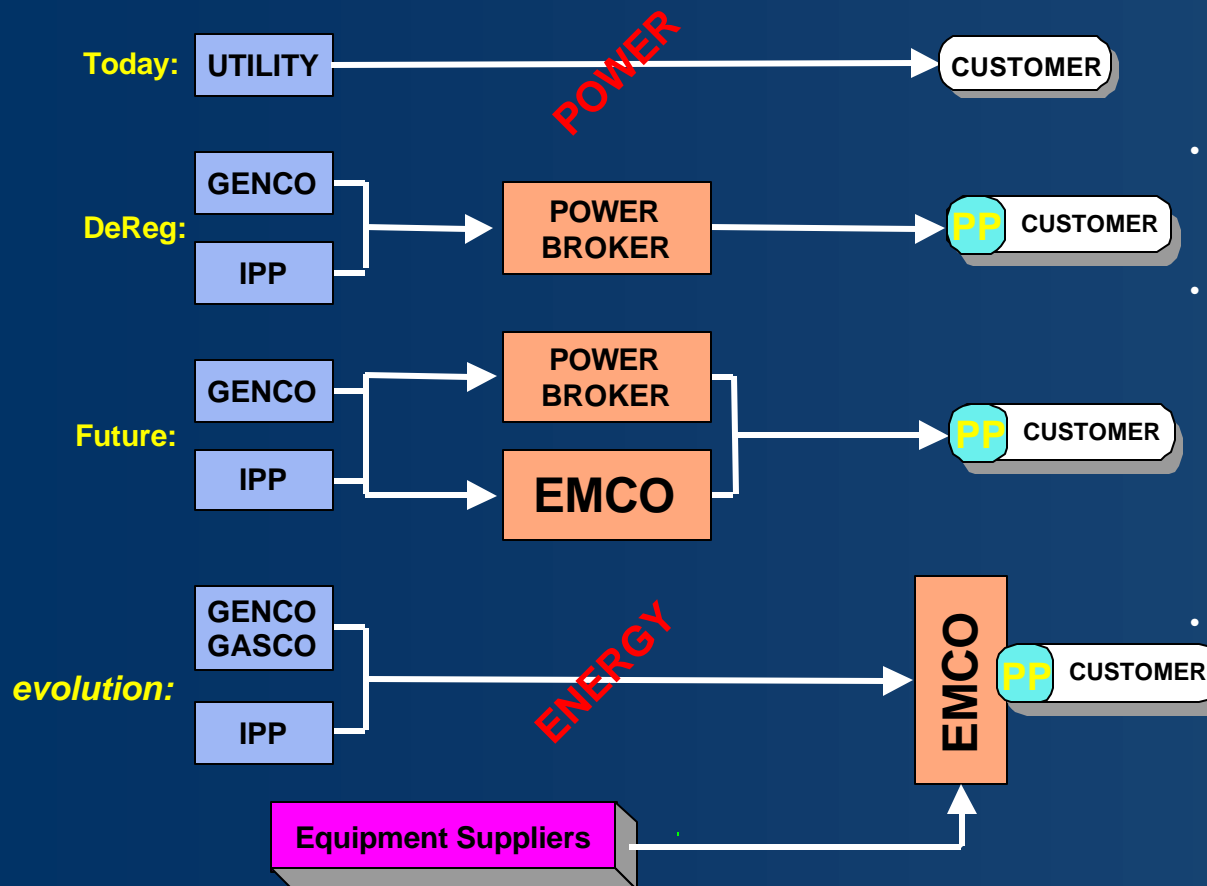 Today:
UTILITY
POWER
CUSTOMER
DeReg:
GENCO
IPP
POWER
BROKER
PP
CUSTOMER
Future:
GENCO
IPP
POWER
BROKER
EMCO
PP
CUSTOMER
evolution:
GENCO
GASCO
IPP
ENERGY
EMCO
PP
CUSTOMER
Equipment Suppliers